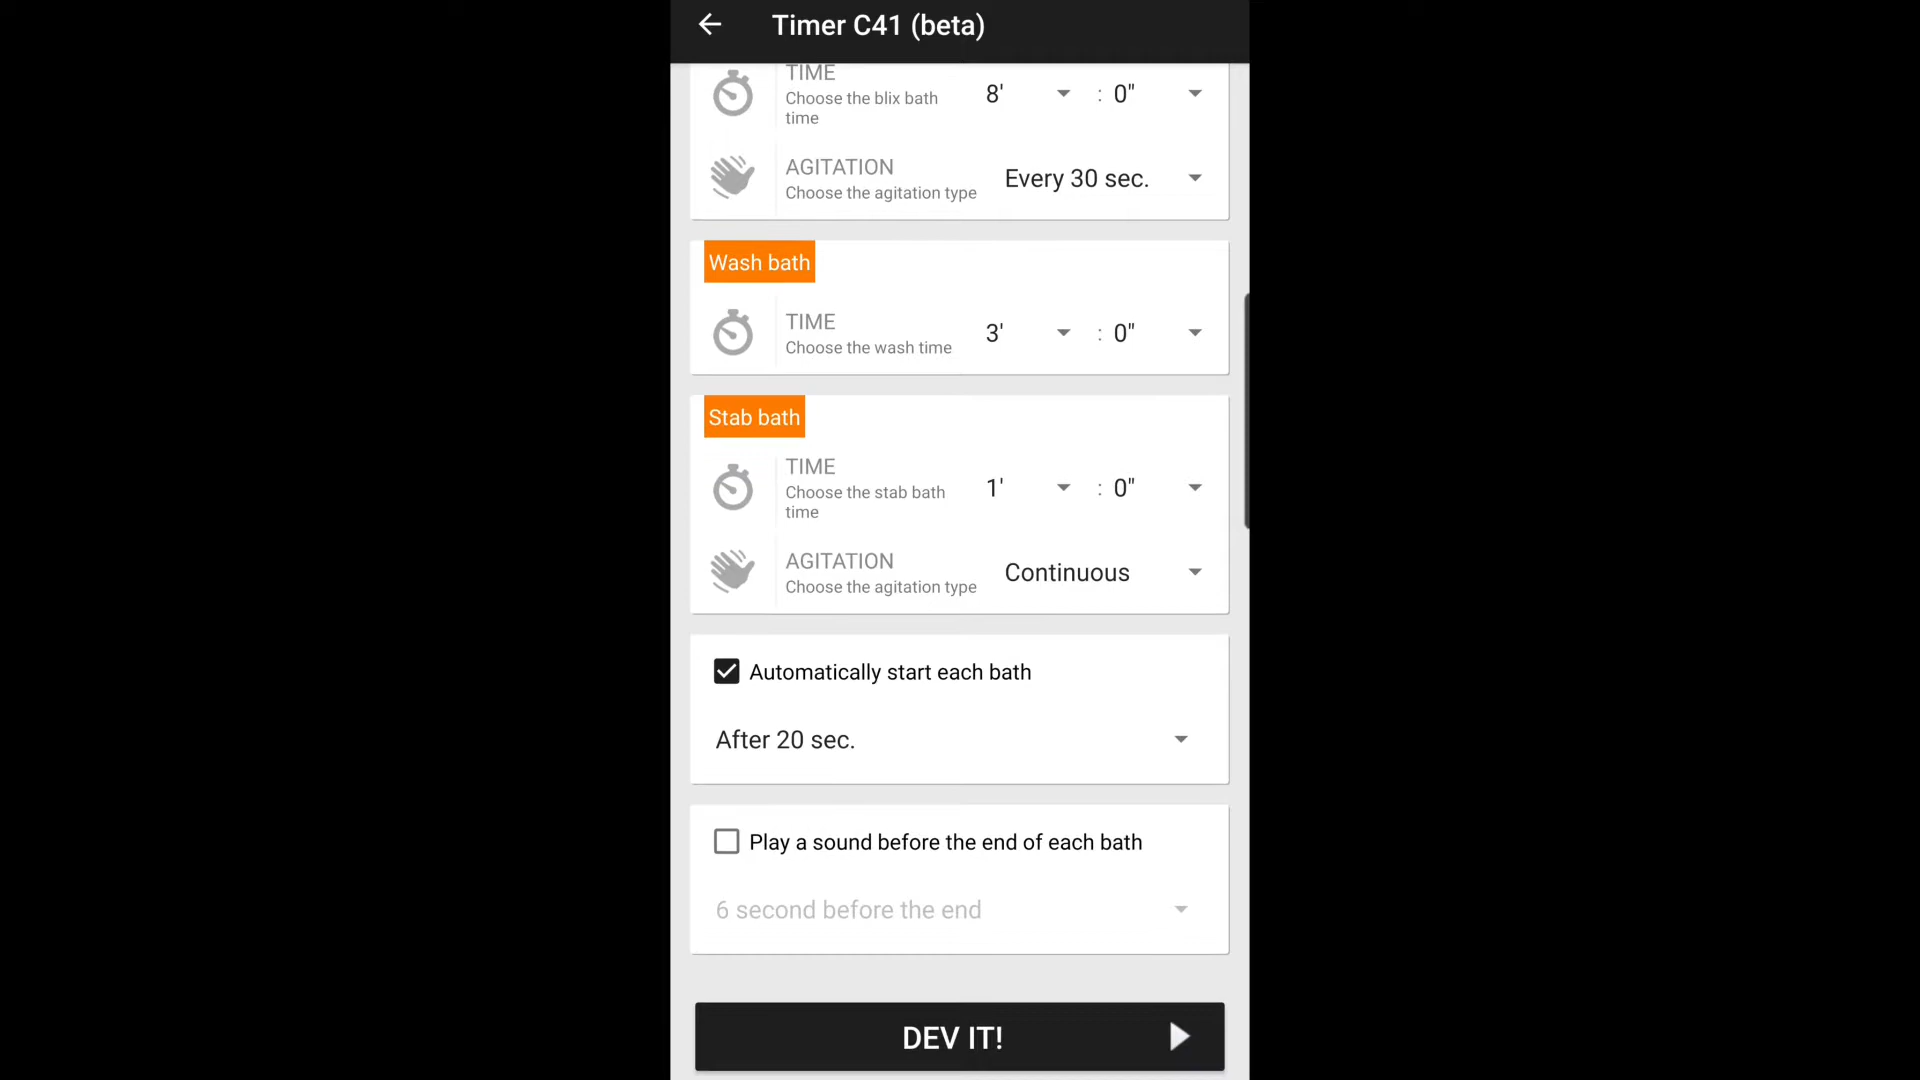 Timer C41 (beta)
TIME
Choose the blix bath
time
8' : 0"
AGITATION
Choose the agitation type
Every 30 sec.
Wash bath
TIME
Choose the wash time
3' : 0"
Stab bath
TIME
Choose the stab bath
time
1' : 0"
AGITATION
Choose the agitation type
Continuous
Automatically start each bath
After 20 sec.
Play a sound before the end of each bath
6 second before the end
DEV IT!